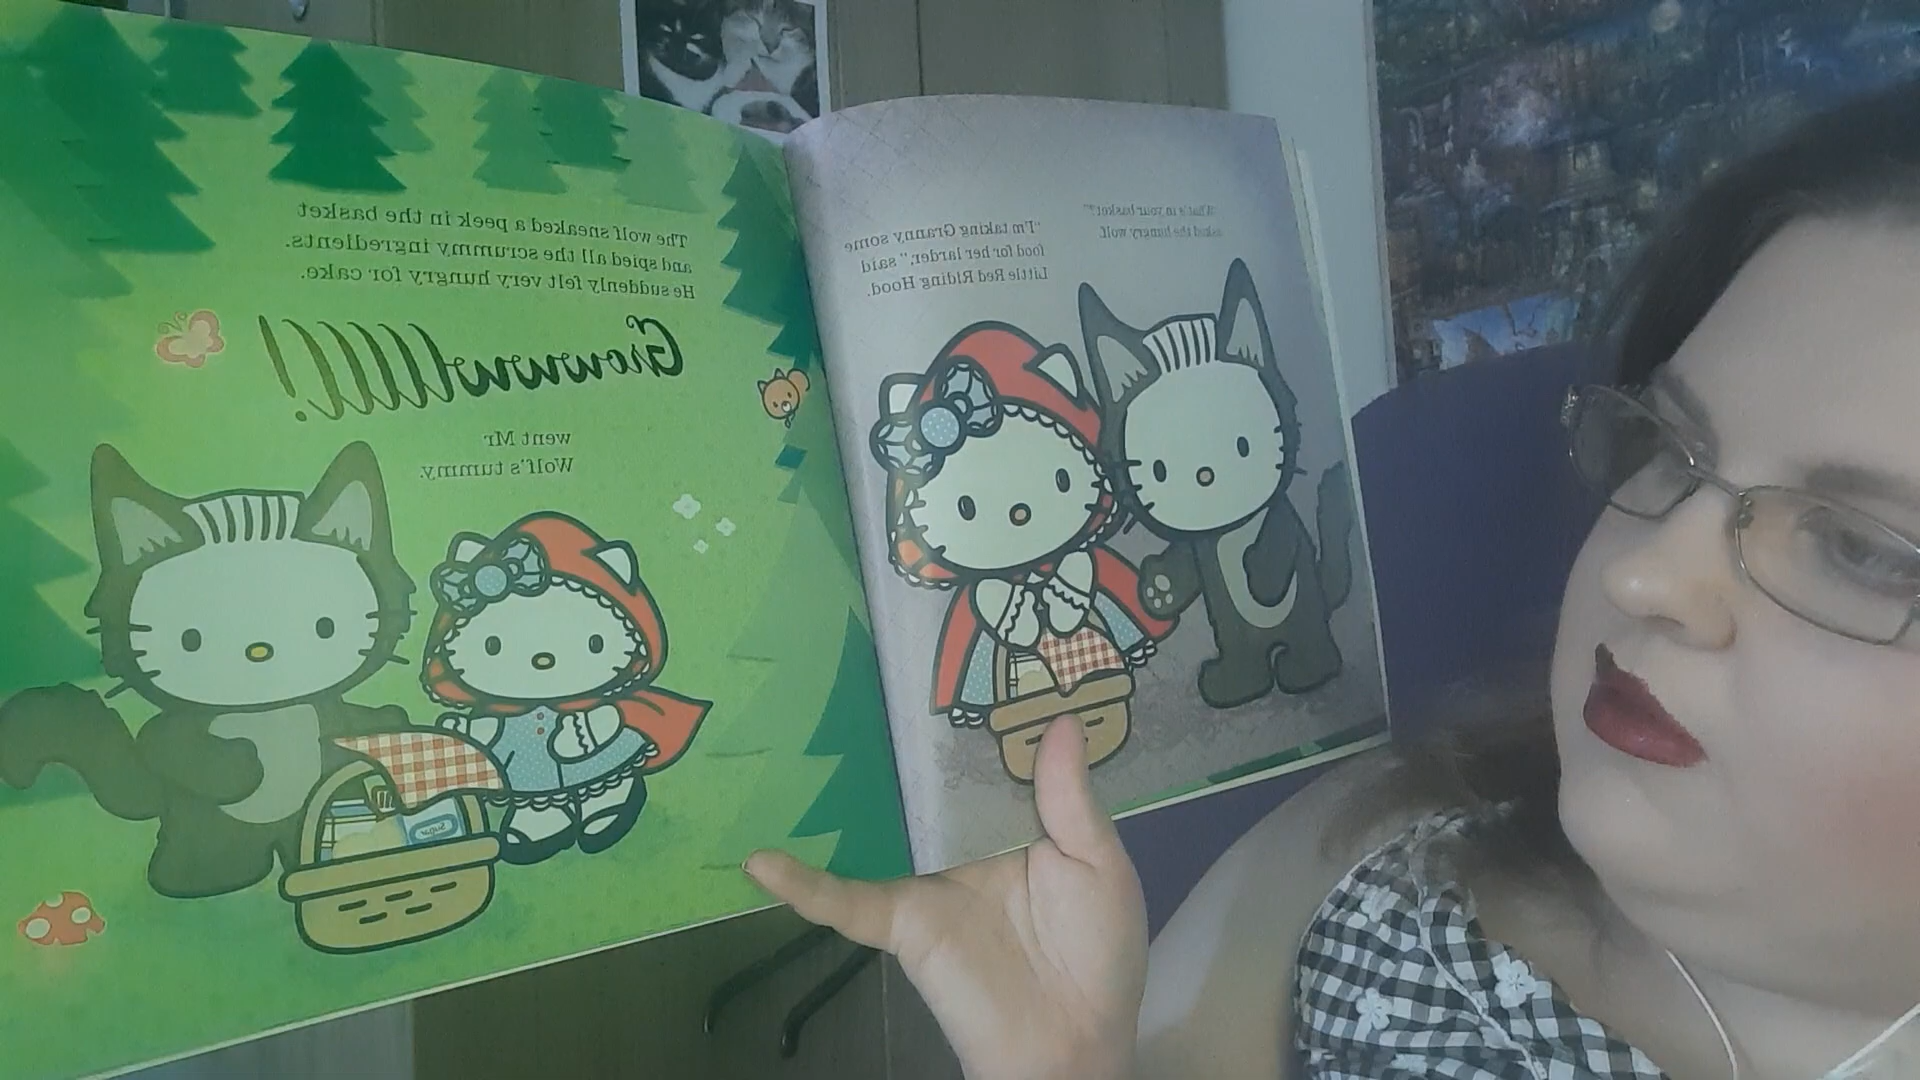 "What's in your basket?"
asked the hungry wolf.
"I'm taking Granny some
food for her larder," said
Little Red Riding Hood.
The wolf sneaked a peek in the basket
and spied all the scrummy ingredients.
He suddenly felt very hungry for cake.
Growwwlllll!
went Mr
Wolf's tummy.
Sugar